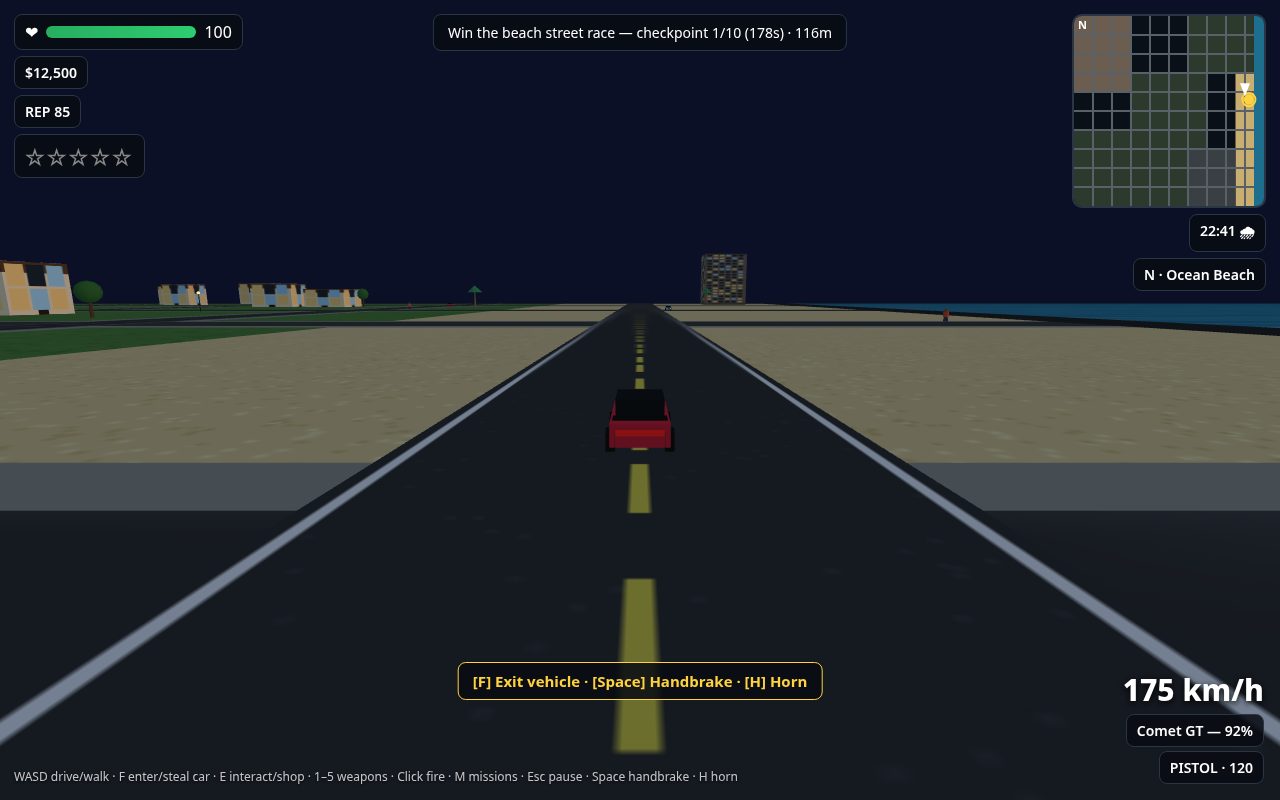 ❤ 100
Win the beach street race — checkpoint 1/10 (178s) · 116m
$12,500
REP 85
☆☆☆☆☆
N
22:41 🌧
N · Ocean Beach
[F] Exit vehicle · [Space] Handbrake · [H] Horn
175 km/h
Comet GT — 92%
PISTOL · 120
WASD drive/walk · F enter/steal car · E interact/shop · 1–5 weapons · Click fire · M missions · Esc pause · Space handbrake · H horn